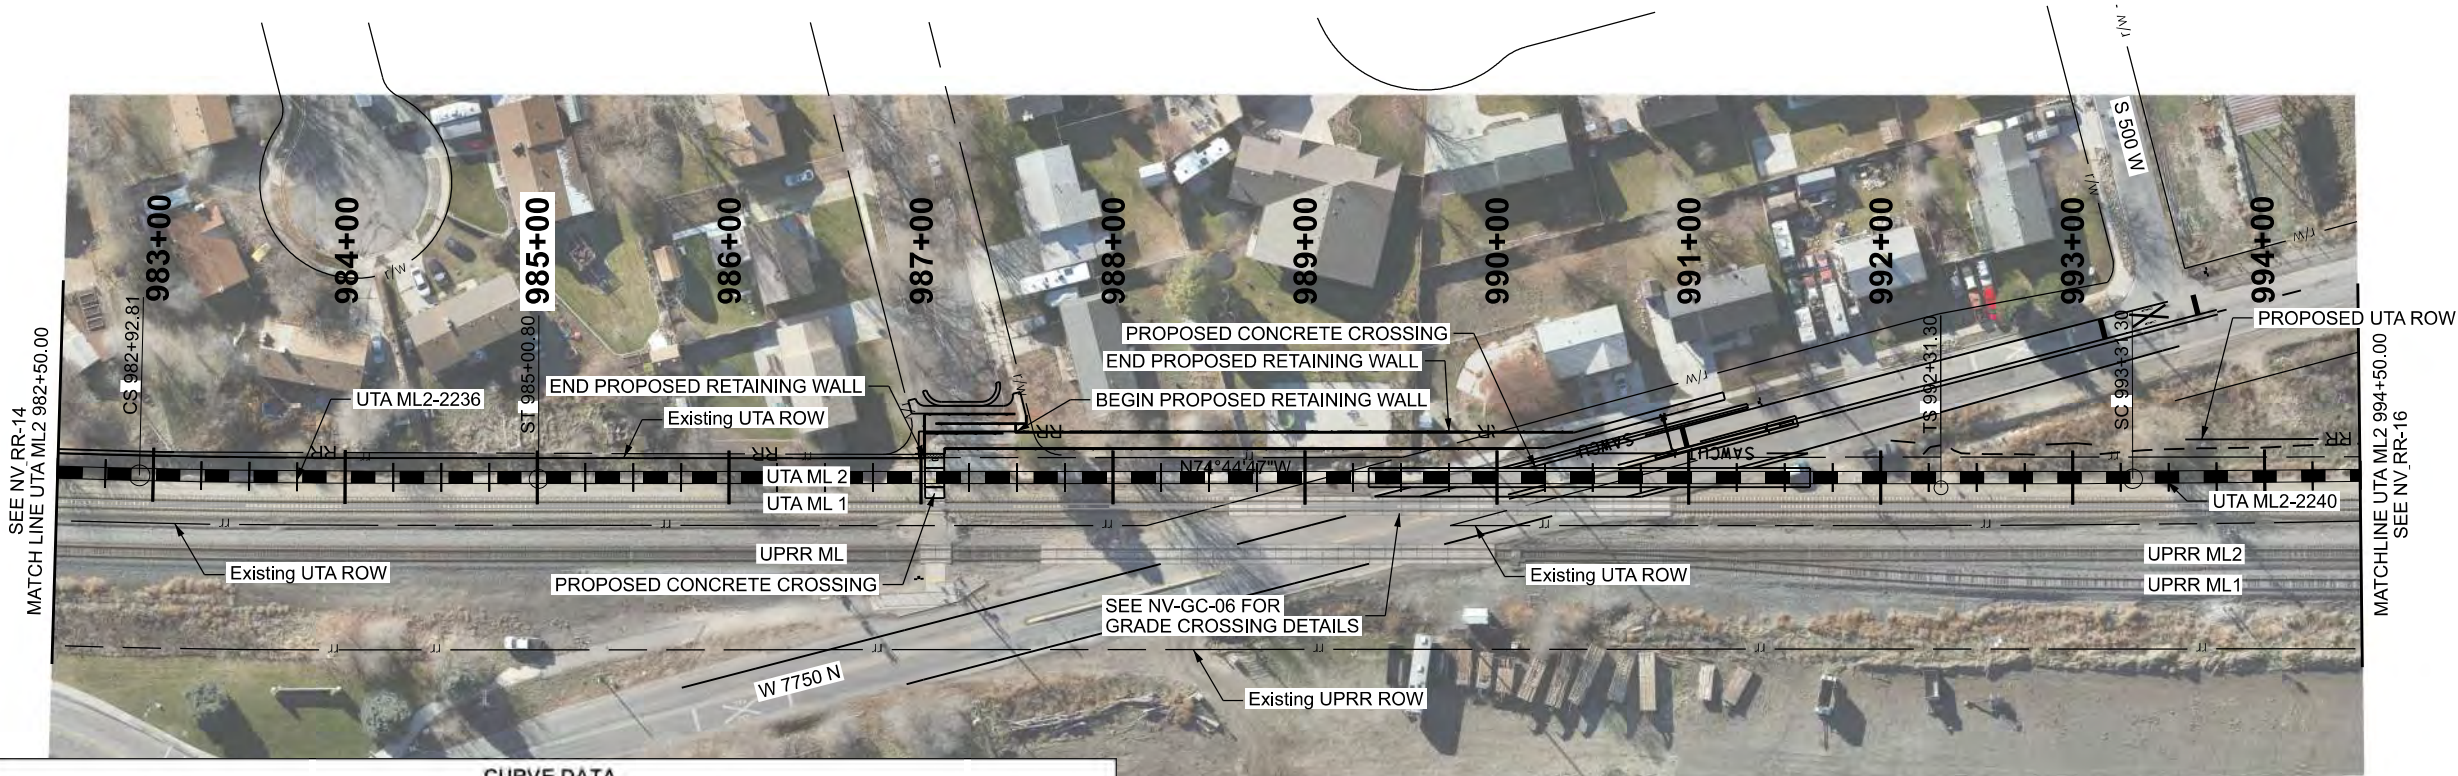 r/w
983+00
984+00
985+00
986+00
987+00
988+00
989+00
990+00
991+00
992+00
993+00
994+00
S 500 W
r/w
r/w
r/w
r/w
r/w
SEE NV_RR-14
MATCH LINE UTA ML2 982+50.00
CS 982+92.81
ST 985+00.80
TS 992+31.30
SC 993+31.30
PROPOSED UTA ROW
PROPOSED CONCRETE CROSSING
END PROPOSED RETAINING WALL
END PROPOSED RETAINING WALL
UTA ML2-2236
BEGIN PROPOSED RETAINING WALL
Existing UTA ROW
RR
RR
RR
RR
RR
SAWCUT
SAWCUT
N74°44'47"W
UTA ML 2
UTA ML 1
UTA ML2-2240
UPRR ML
UPRR ML2
Existing UTA ROW
PROPOSED CONCRETE CROSSING
Existing UTA ROW
UPRR ML1
SEE NV-GC-06 FOR
GRADE CROSSING DETAILS
W 7750 N
Existing UPRR ROW
MATCHLINE UTA ML2 994+50.00
SEE NV_RR-16
CURVE DATA